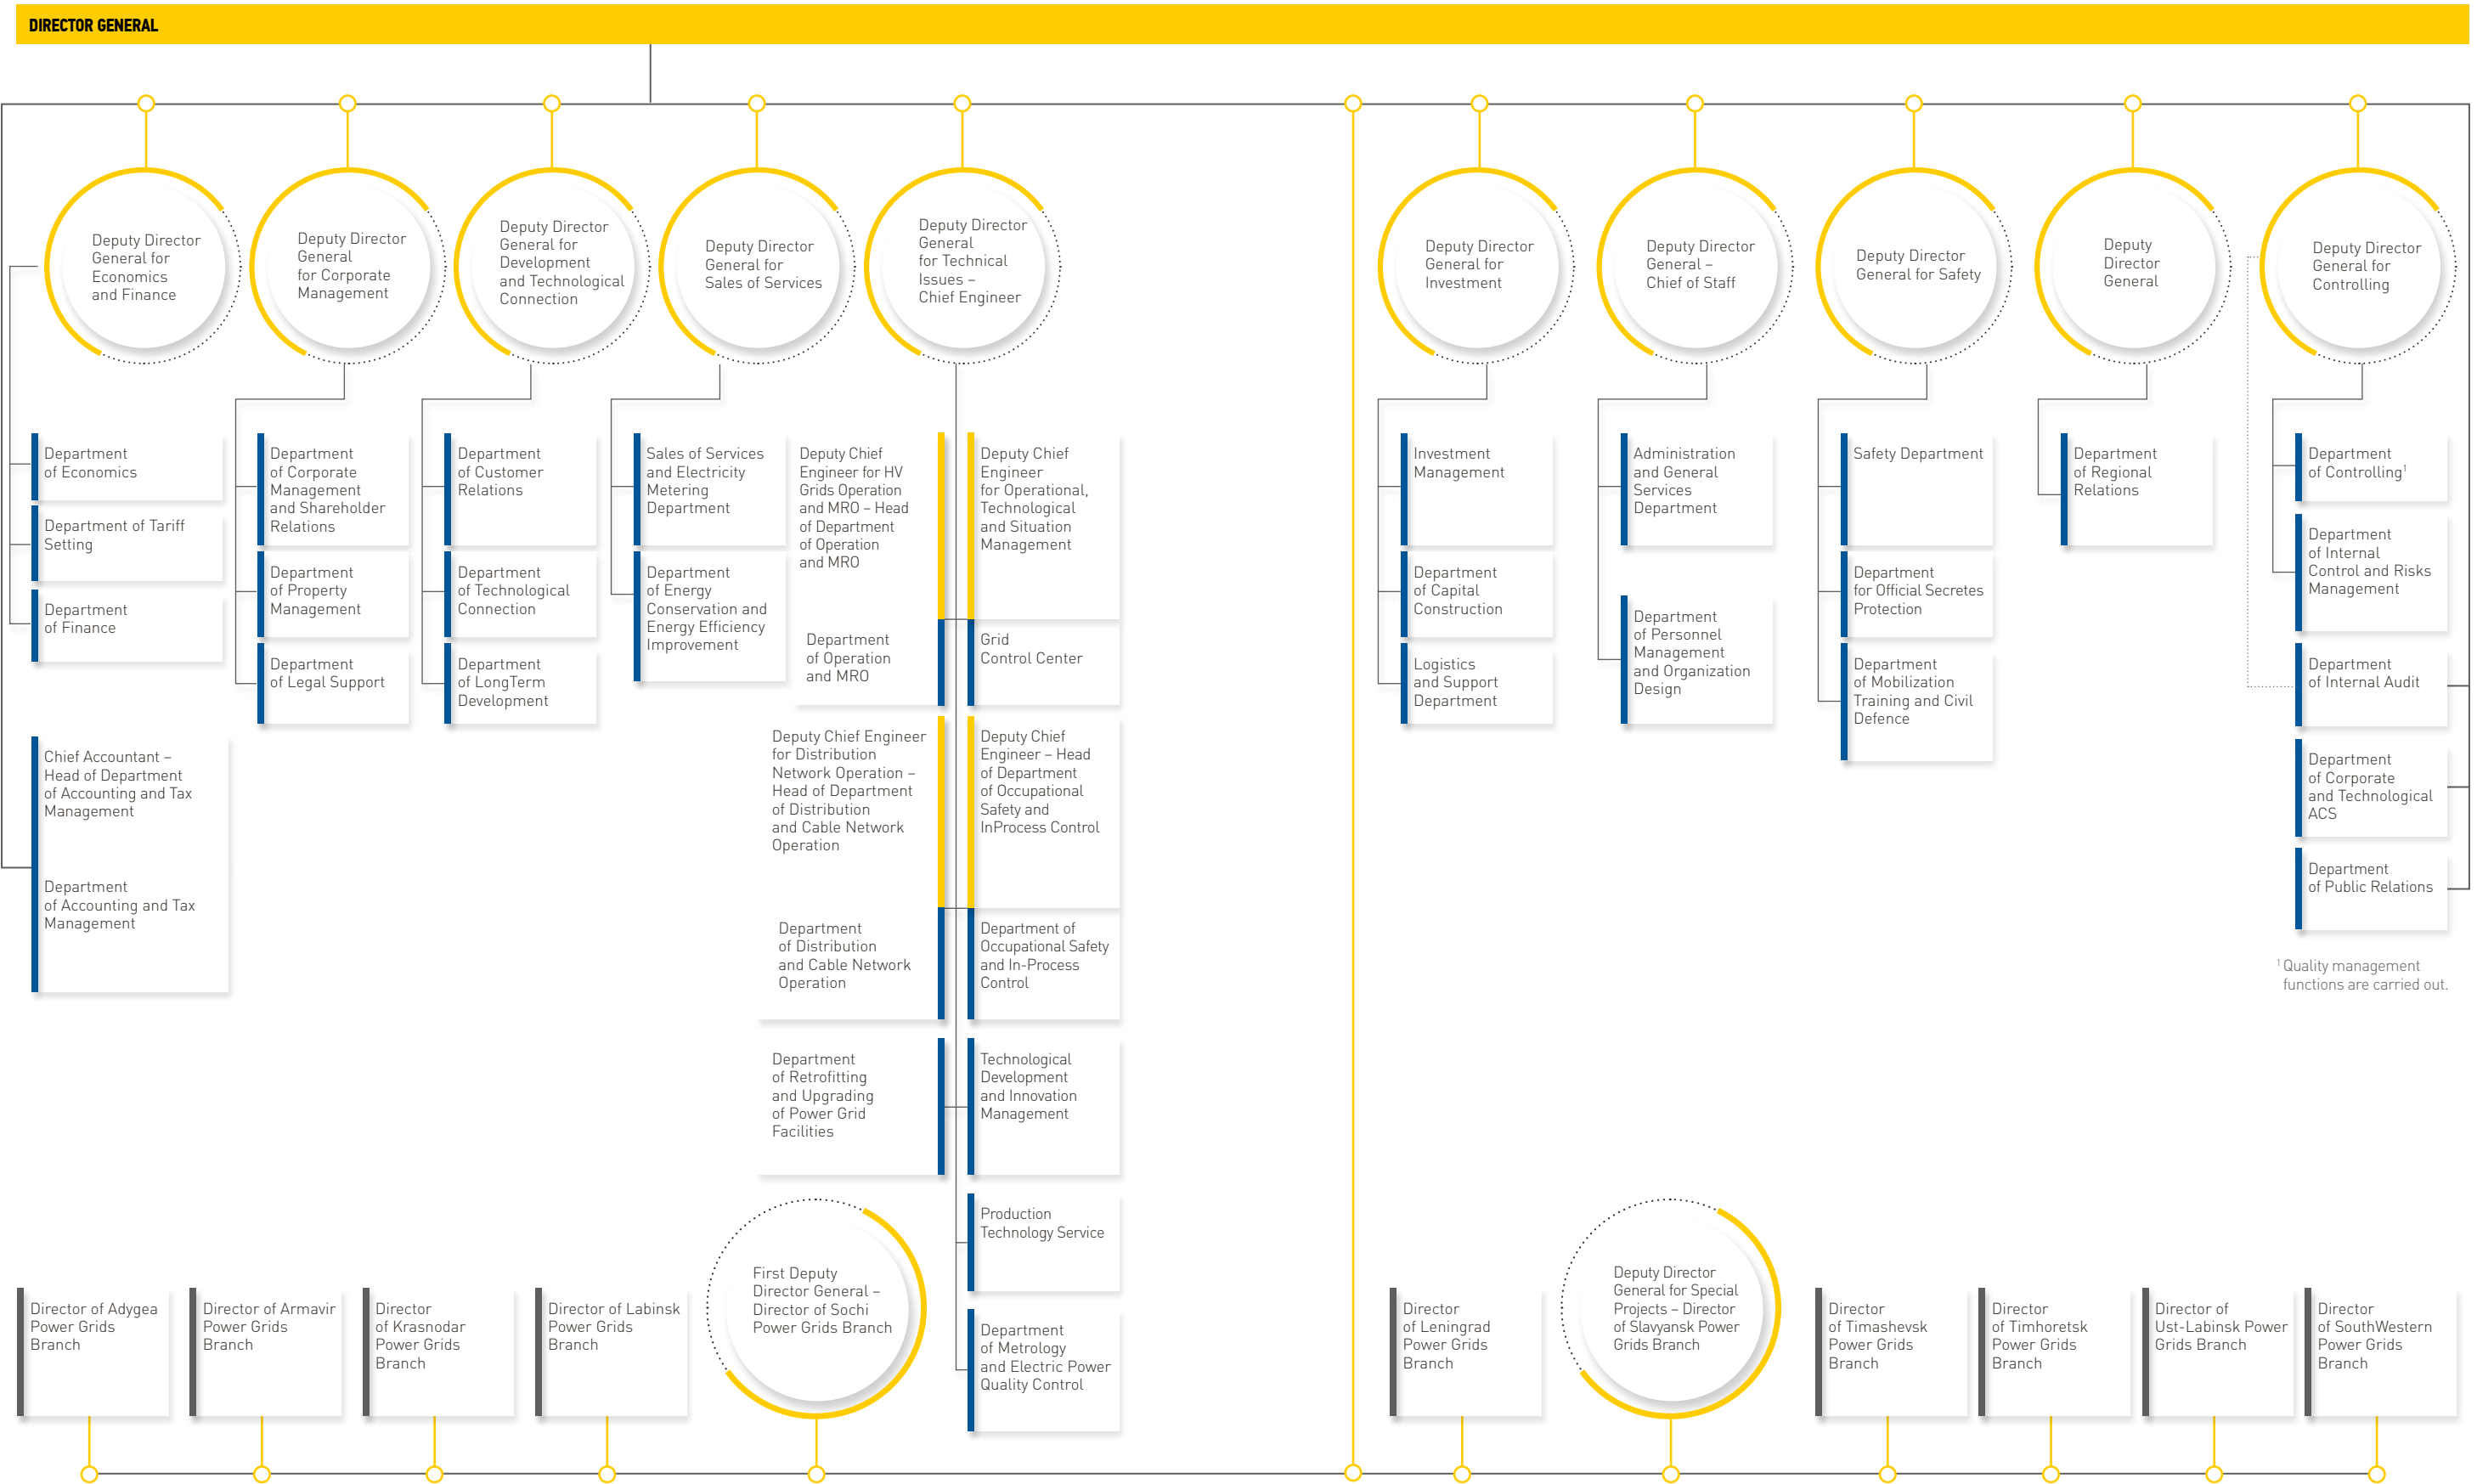 DIRECTOR GENERAL
Deputy Director
General for
Economics
and Finance
Deputy Director
General
for Corporate
Management
Deputy Director
General for
Development
and Technological
Connection
Deputy Director
General for
Sales of Services
Deputy Director
General
for Technical
Issues –
Chief Engineer
Deputy Director
General for
Investment
Deputy Director
General –
Chief of Staff
Deputy Director
General for Safety
Deputy
Director
General
Deputy Director
General for
Controlling
Department
of Economics
Department of Tariff
Setting
Department
of Finance
Chief Accountant –
Head of Department
of Accounting and Tax
Management
Department
of Accounting and Tax
Management
Department
of Corporate
Management
and Shareholder
Relations
Department
of Property
Management
Department
of Legal Support
Department
of Customer
Relations
Department
of Technological
Connection
Department
of LongTerm
Development
Sales of Services
and Electricity
Metering
Department
Department
of Energy
Conservation and
Energy Efficiency
Improvement
Deputy Chief
Engineer for HV
Grids Operation
and MRO – Head
of Department
of Operation
and MRO
Department
of Operation
and MRO
Deputy Chief Engineer
for Distribution
Network Operation –
Head of Department
of Distribution
and Cable Network
Operation
Department
of Distribution
and Cable Network
Operation
Department
of Retrofitting
and Upgrading
of Power Grid
Facilities
Deputy Chief
Engineer
for Operational,
Technological
and Situation
Management
Grid
Control Center
Deputy Chief
Engineer – Head
of Department
of Occupational
Safety and
InProcess Control
Department of
Occupational Safety
and In-Process
Control
Technological
Development
and Innovation
Management
Production
Technology Service
Department
of Metrology
and Electric Power
Quality Control
Investment
Management
Department
of Capital
Construction
Logistics
and Support
Department
Administration
and General
Services
Department
Department
of Personnel
Management
and Organization
Design
Safety Department
Department
for Official Secretes
Protection
Department
of Mobilization
Training and Civil
Defence
Department
of Regional
Relations
Department
of Controlling¹
Department
of Internal
Control and Risks
Management
Department
of Internal Audit
Department
of Corporate
and Technological
ACS
Department
of Public Relations
¹ Quality management
functions are carried out.
Director of Adygea
Power Grids
Branch
Director of Armavir
Power Grids
Branch
Director
of Krasnodar
Power Grids
Branch
Director of Labinsk
Power Grids
Branch
First Deputy
Director General –
Director of Sochi
Power Grids Branch
Director
of Leningrad
Power Grids
Branch
Deputy Director
General for Special
Projects – Director
of Slavyansk Power
Grids Branch
Director
of Timashevsk
Power Grids
Branch
Director
of Timhoretsk
Power Grids
Branch
Director of
Ust-Labinsk Power
Grids Branch
Director
of SouthWestern
Power Grids
Branch